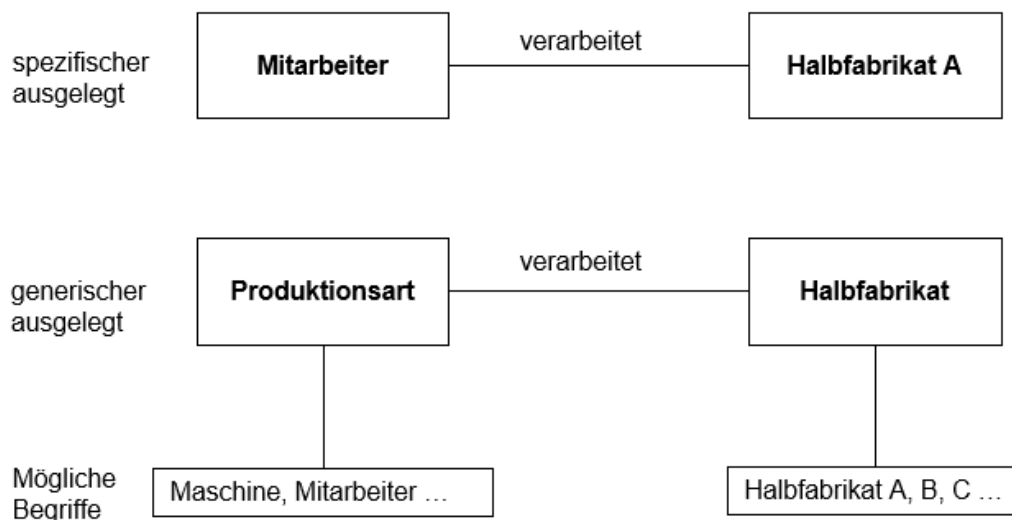 verarbeitet
spezifischer
ausgelegt
Mitarbeiter
Halbfabrikat A
verarbeitet
generischer
ausgelegt
Produktionsart
Halbfabrikat
Mögliche
Begriffe
Maschine, Mitarbeiter ...
Halbfabrikat A, B, C ...